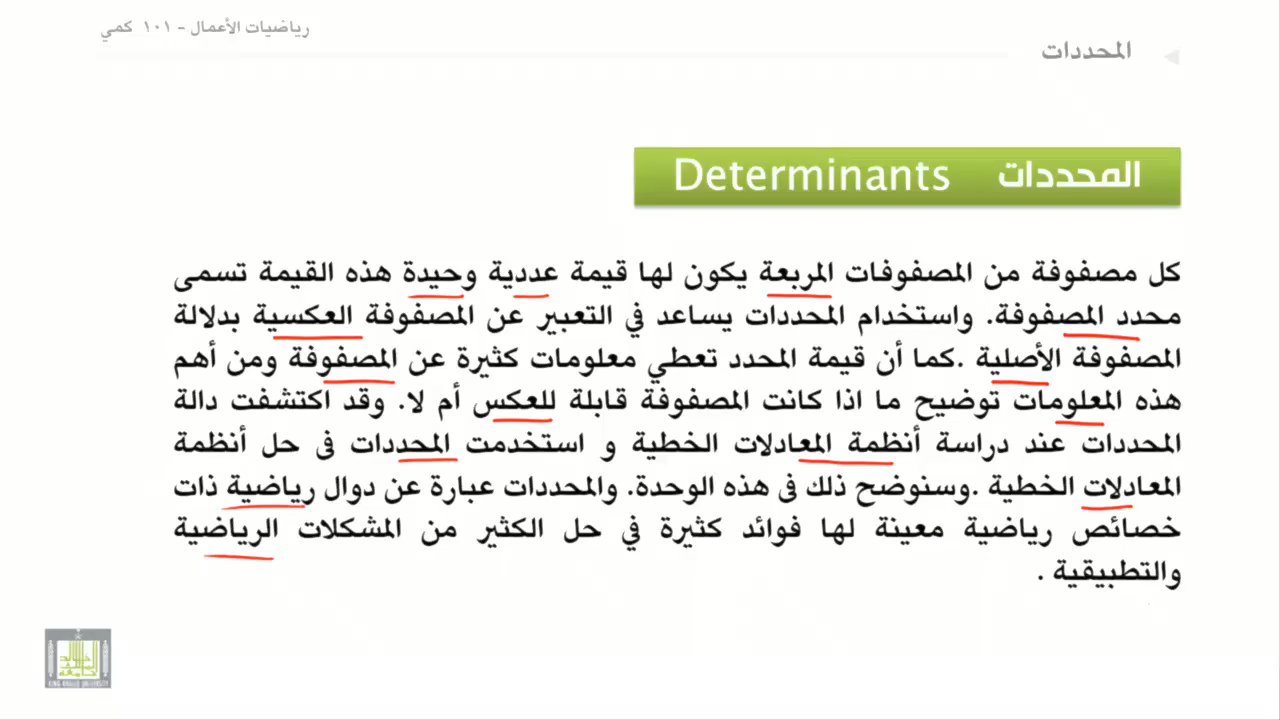 رياضيات الأعمال - ١٠١ كمي
المحددات
المحددات Determinants
كل مصفوفة من المصفوفات المربعة يكون لها قيمة عددية وحيدة هذه القيمة تسمى
محدد المصفوفة. واستخدام المحددات يساعد في التعبير عن المصفوفة العكسية بدلالة
المصفوفة الأصلية .كما أن قيمة المحدد تعطي معلومات كثيرة عن المصفوفة ومن أهم
هذه المعلومات توضيح ما اذا كانت المصفوفة قابلة للعكس أم لا. وقد اكتشفت دالة
المحددات عند دراسة أنظمة المعادلات الخطية و استخدمت المحددات فى حل أنظمة
المعادلات الخطية .وسنوضح ذلك فى هذه الوحدة. والمحددات عبارة عن دوال رياضية ذات
خصائص رياضية معينة لها فوائد كثيرة في حل الكثير من المشكلات الرياضية
والتطبيقية .
KING KHALID UNIVERSITY